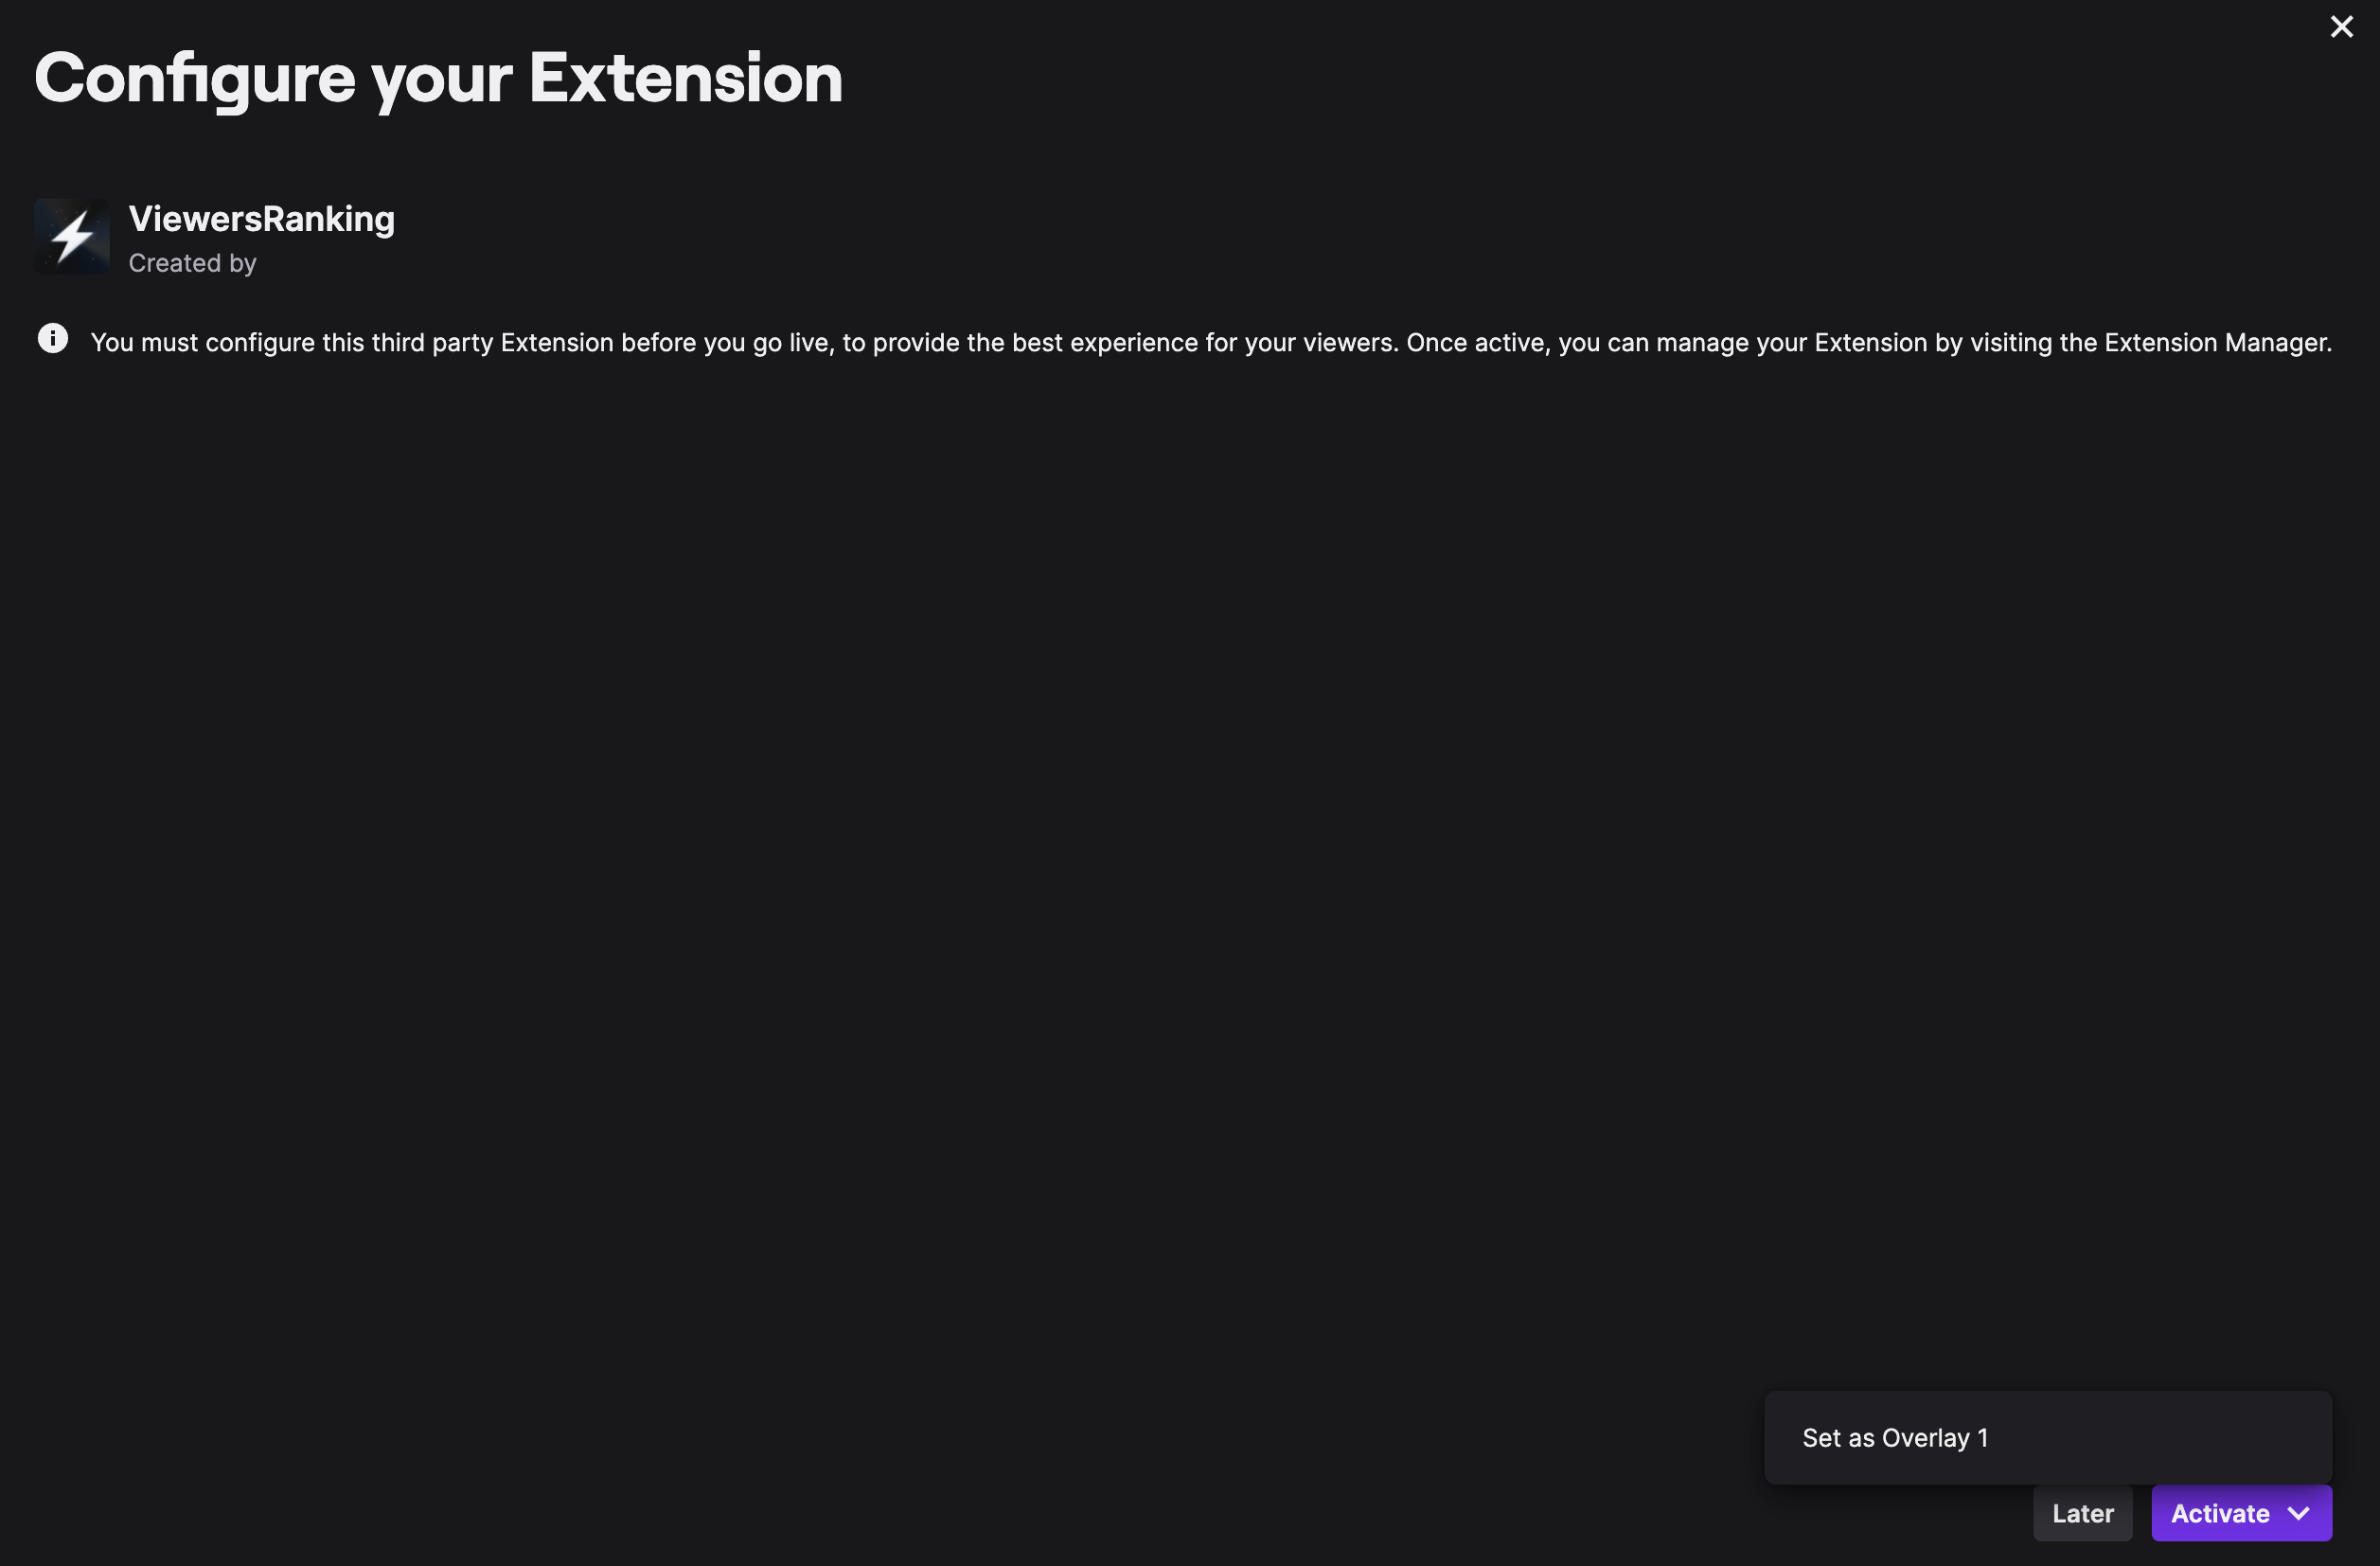 Configure your Extension
ViewersRanking
Created by
You must configure this third party Extension before you go live, to provide the best experience for your viewers. Once active, you can manage your Extension by visiting the Extension Manager.
Set as Overlay 1
Later
Activate